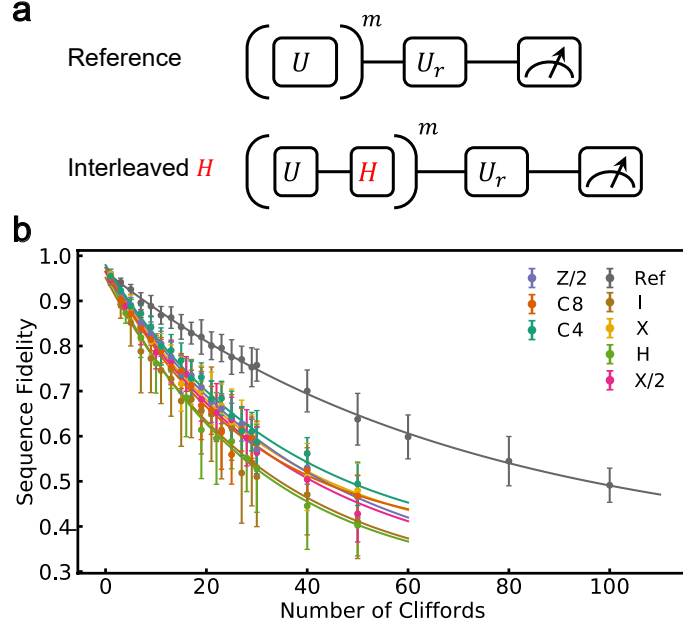 a
Reference
( U )^m U_r
Interleaved H
( U H )^m U_r
b
Sequence Fidelity
1.0
0.9
0.8
0.7
0.6
0.5
0.4
0.3
Z/2
C8
C4
Ref
I
X
H
X/2
0
20
40
60
80
100
Number of Cliffords